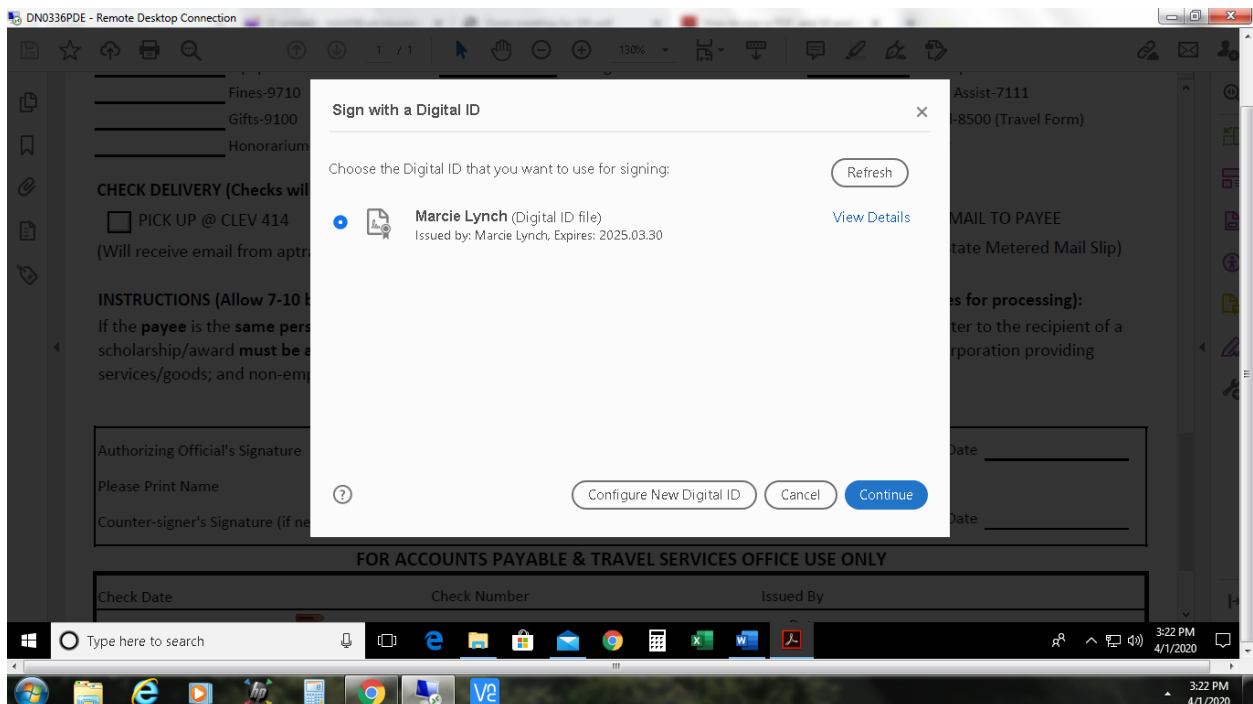 DN0336PDE - Remote Desktop Connection
1 / 1
130%
Fines-9710
Assist-7111
Gifts-9100
-8500 (Travel Form)
Honorarium
Sign with a Digital ID
Choose the Digital ID that you want to use for signing:
Refresh
Marcie Lynch (Digital ID file)
View Details
Issued by: Marcie Lynch, Expires: 2025.03.30
Configure New Digital ID
Cancel
Continue
CHECK DELIVERY (Checks wil
PICK UP @ CLEV 414
MAIL TO PAYEE
(Will receive email from aptra
tate Metered Mail Slip)
INSTRUCTIONS (Allow 7-10 b
es for processing):
If the payee is the same pers
ter to the recipient of a
scholarship/award must be a
rporation providing
services/goods; and non-emp
Authorizing Official's Signature
Date
Please Print Name
Counter-signer's Signature (if ne
Date
FOR ACCOUNTS PAYABLE & TRAVEL SERVICES OFFICE USE ONLY
Check Date
Check Number
Issued By
Type here to search
3:22 PM
4/1/2020
3:22 PM
4/1/2020